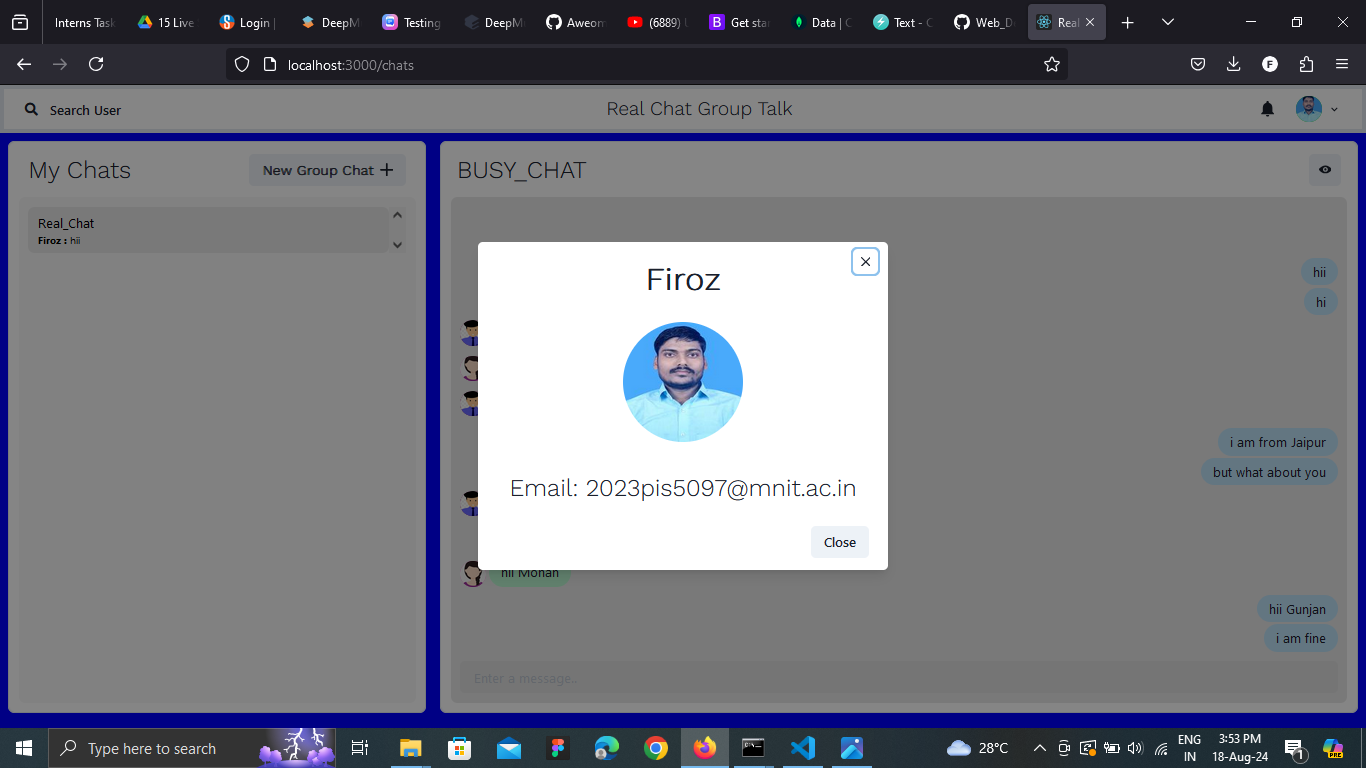 Interns Task
15 Live
Login |
DeepM
Testing
DeepM
Aweom
(6889) L
Get star
Data | C
Text - C
Web_D
Real
localhost:3000/chats
Search User
Real Chat Group Talk
My Chats
New Group Chat
Real_Chat
Firoz : hii
BUSY_CHAT
hii
hi
i am from Jaipur
but what about you
hii Mohan
hii Gunjan
i am fine
Enter a message..
Firoz
Email: 2023pis5097@mnit.ac.in
Close
Type here to search
28°C
ENG
IN
3:53 PM
18-Aug-24
1
PRE
F